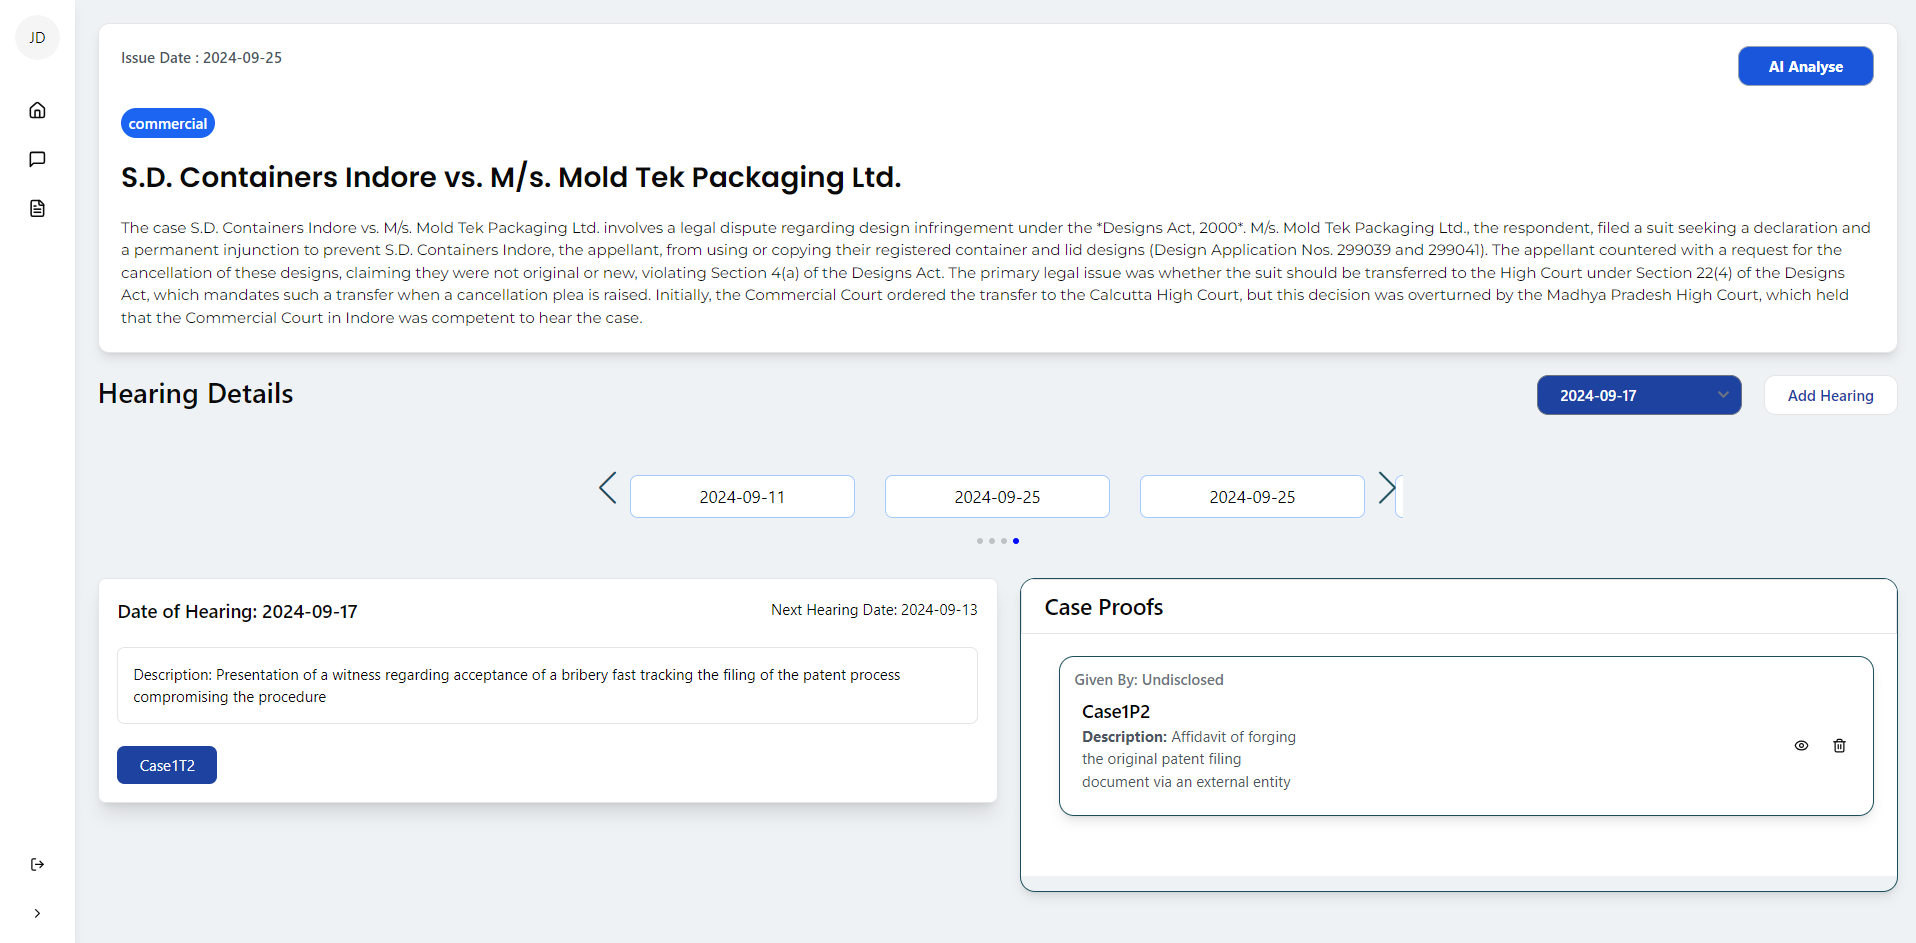 JD
Issue Date : 2024-09-25
AI Analyse
commercial
S.D. Containers Indore vs. M/s. Mold Tek Packaging Ltd.
The case S.D. Containers Indore vs. M/s. Mold Tek Packaging Ltd. involves a legal dispute regarding design infringement under the *Designs Act, 2000*. M/s. Mold Tek Packaging Ltd., the respondent, filed a suit seeking a declaration and
a permanent injunction to prevent S.D. Containers Indore, the appellant, from using or copying their registered container and lid designs (Design Application Nos. 299039 and 299041). The appellant countered with a request for the
cancellation of these designs, claiming they were not original or new, violating Section 4(a) of the Designs Act. The primary legal issue was whether the suit should be transferred to the High Court under Section 22(4) of the Designs
Act, which mandates such a transfer when a cancellation plea is raised. Initially, the Commercial Court ordered the transfer to the Calcutta High Court, but this decision was overturned by the Madhya Pradesh High Court, which held
that the Commercial Court in Indore was competent to hear the case.
Hearing Details
2024-09-17
Add Hearing
2024-09-11
2024-09-25
2024-09-25
Date of Hearing: 2024-09-17
Next Hearing Date: 2024-09-13
Description: Presentation of a witness regarding acceptance of a bribery fast tracking the filing of the patent process
compromising the procedure
Case1T2
Case Proofs
Given By: Undisclosed
Case1P2
Description: Affidavit of forging
the original patent filing
document via an external entity